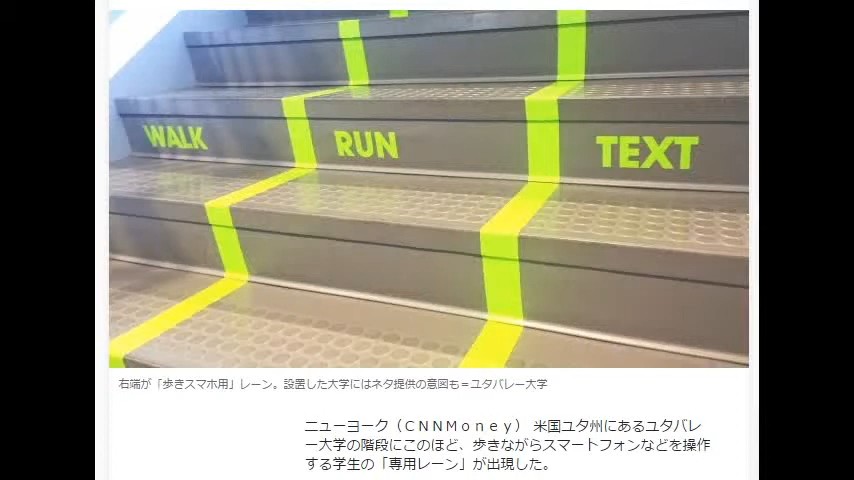 WALK RUN TEXT
右端が「歩きスマホ用」レーン。設置した大学にはネタ提供の意図も＝ユタバレー大学
ニューヨーク（ＣＮＮＭｏｎｅｙ） 米国ユタ州にあるユタバレ
ー大学の階段にこのほど、歩きながらスマートフォンなどを操作
する学生の「専用レーン」が出現した。